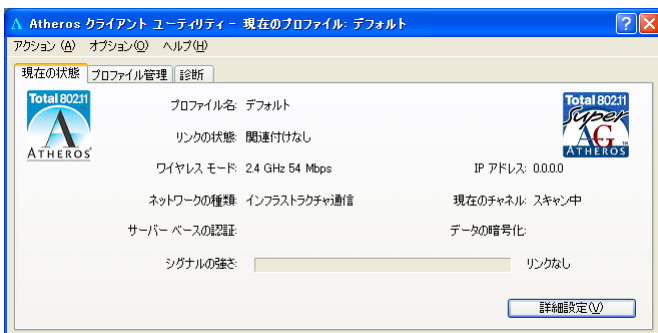 Atheros クライアント ユーティリティ - 現在のプロファイル: デフォルト
アクション(A) オプション(O) ヘルプ(H)
現在の状態 プロファイル管理 診断
Total 802.11
ATHEROS
Total 802.11
Super
AG
ATHEROS
プロファイル名: デフォルト
リンクの状態: 関連付けなし
ワイヤレス モード: 2.4 GHz 54 Mbps IP アドレス: 0.0.0.0
ネットワークの種類: インフラストラクチャ通信 現在のチャネル: スキャン中
サーバー ベースの認証: データの暗号化:
シグナルの強さ: リンクなし
詳細設定(V)